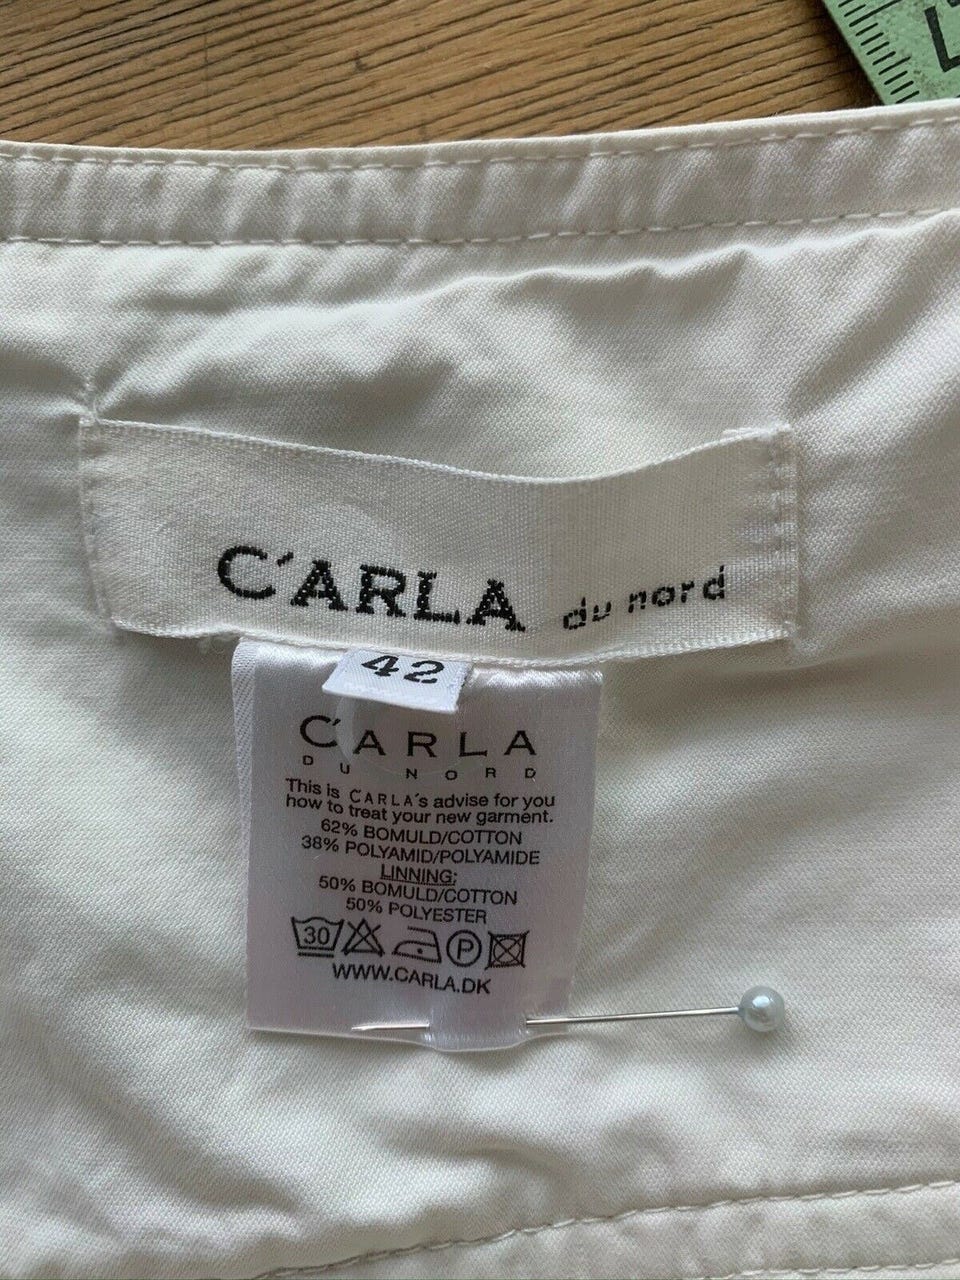 C'ARLA du nord
42
C'ARLA
DU NORD
This is CARLA's advise for you
how to treat your new garment.
62% BOMULD/COTTON
38% POLYAMID/POLYAMIDE
LINNING:
50% BOMULD/COTTON
50% POLYESTER
30 P
WWW.CARLA.DK